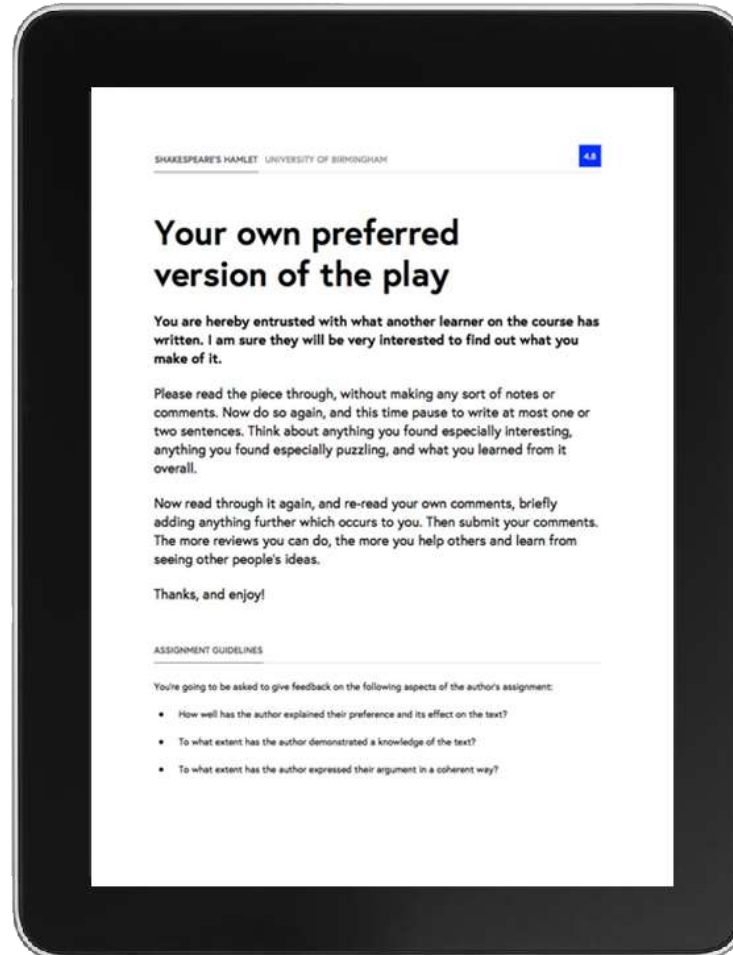 SHAKESPEARE'S HAMLET UNIVERSITY OF BIRMINGHAM
4.8
Your own preferred
version of the play
You are hereby entrusted with what another learner on the course has
written. I am sure they will be very interested to find out what you
make of it.
Please read the piece through, without making any sort of notes or
comments. Now do so again, and this time pause to write at most one or
two sentences. Think about anything you found especially interesting,
anything you found especially puzzling, and what you learned from it
overall.
Now read through it again, and re-read your own comments, briefly
adding anything further which occurs to you. Then submit your comments.
The more reviews you can do, the more you help others and learn from
seeing other people's ideas.
Thanks, and enjoy!
ASSIGNMENT GUIDELINES
You're going to be asked to give feedback on the following aspects of the author's assignment:
• How well has the author explained their preference and its effect on the text?
• To what extent has the author demonstrated a knowledge of the text?
• To what extent has the author expressed their argument in a coherent way?